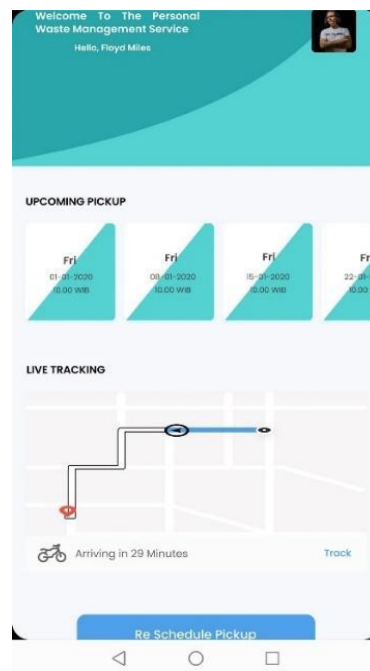 Welcome To The Personal
Waste Management Service
Hello, Floyd Miles
UPCOMING PICKUP
Fri Fri Fri Fr
01-01-2020 08-01-2020 15-01-2020 22-01-
10.00 WIB 10.00 WIB 10.00 WIB 10.00
LIVE TRACKING
Arriving in 29 Minutes Track
Re Schedule Pickup